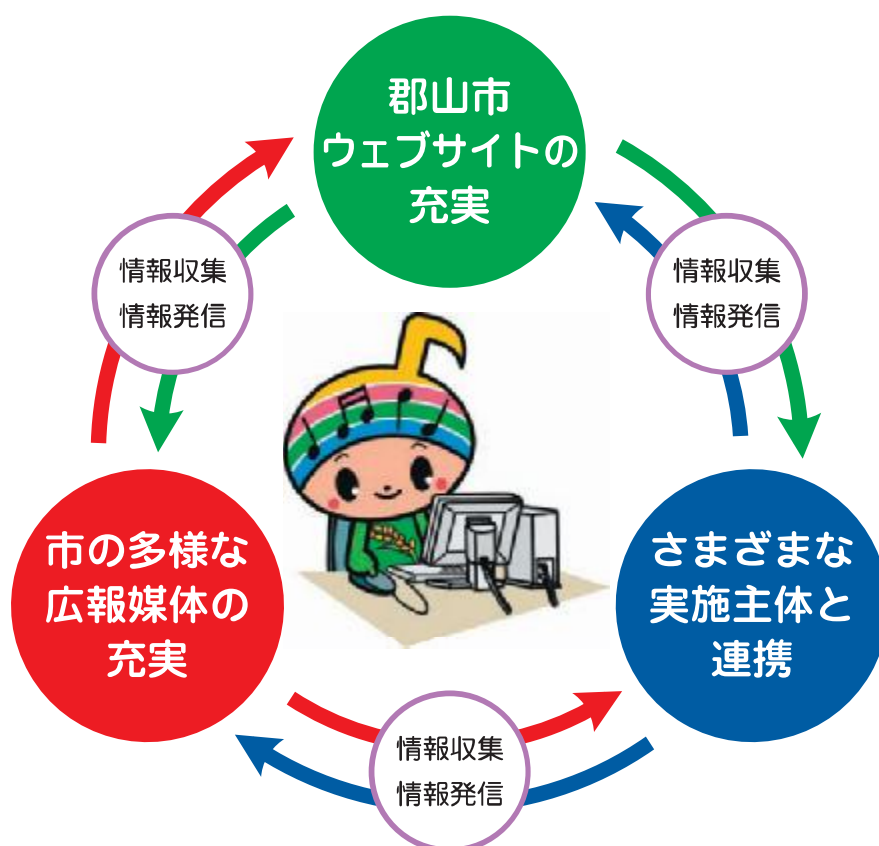 郡山市
ウェブサイトの
充実
情報収集
情報発信
情報収集
情報発信
市の多様な
広報媒体の
充実
さまざまな
実施主体と
連携
情報収集
情報発信